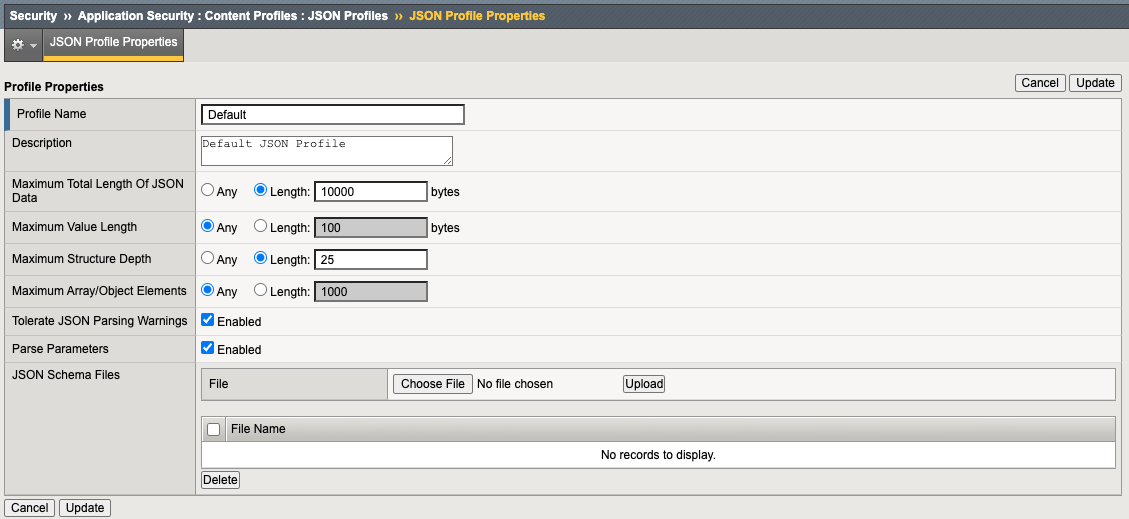 Security ›› Application Security : Content Profiles : JSON Profiles ›› JSON Profile Properties
JSON Profile Properties
Profile Properties
Cancel Update
Profile Name Default
Description Default JSON Profile
Maximum Total Length Of JSON Data Any Length: 10000 bytes
Maximum Value Length Any Length: 100 bytes
Maximum Structure Depth Any Length: 25
Maximum Array/Object Elements Any Length: 1000
Tolerate JSON Parsing Warnings Enabled
Parse Parameters Enabled
JSON Schema Files
File Choose File No file chosen Upload
File Name
No records to display.
Delete
Cancel Update